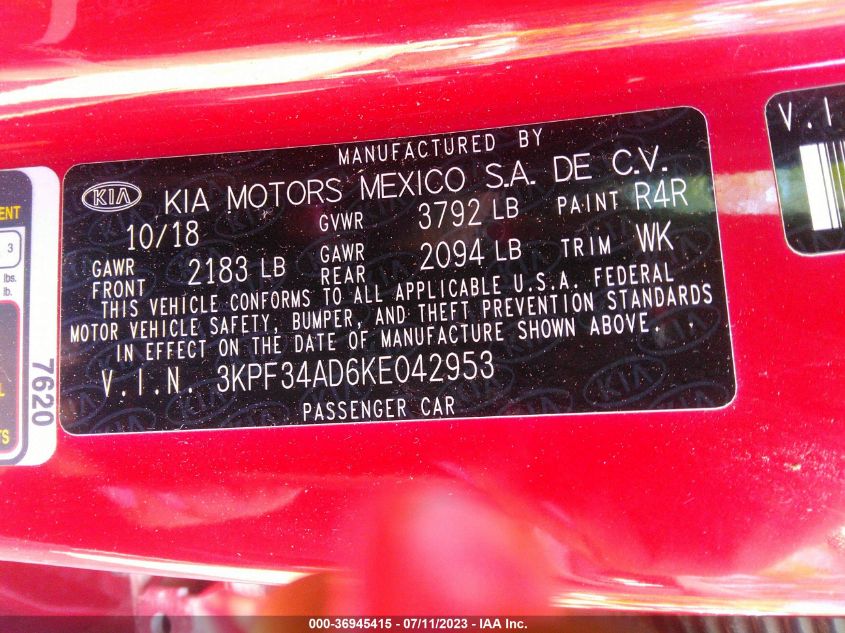 MANUFACTURED BY
KIA KIA MOTORS MEXICO S.A. DE C.V.
10/18 GVWR 3792 LB PAINT R4R
GAWR FRONT 2183 LB GAWR REAR 2094 LB TRIM WK
THIS VEHICLE CONFORMS TO ALL APPLICABLE U.S.A. FEDERAL
MOTOR VEHICLE SAFETY, BUMPER, AND THEFT PREVENTION STANDARDS
IN EFFECT ON THE DATE OF MANUFACTURE SHOWN ABOVE.
V.I.N. 3KPF34AD6KE042953
PASSENGER CAR
3
lbs.
lb.
7620
V.I
000-36945415 - 07/11/2023 - IAA Inc.